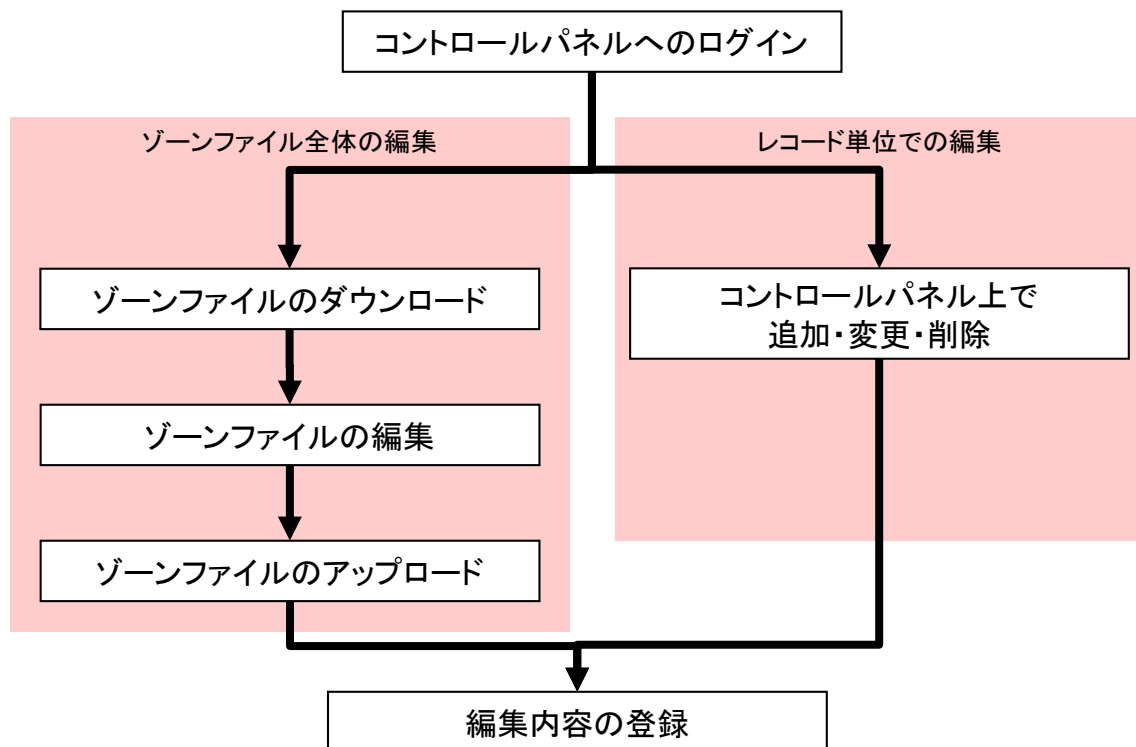 コントロールパネルへのログイン
ゾーンファイル全体の編集
レコード単位での編集
ゾーンファイルのダウンロード
コントロールパネル上で
追加・変更・削除
ゾーンファイルの編集
ゾーンファイルのアップロード
編集内容の登録